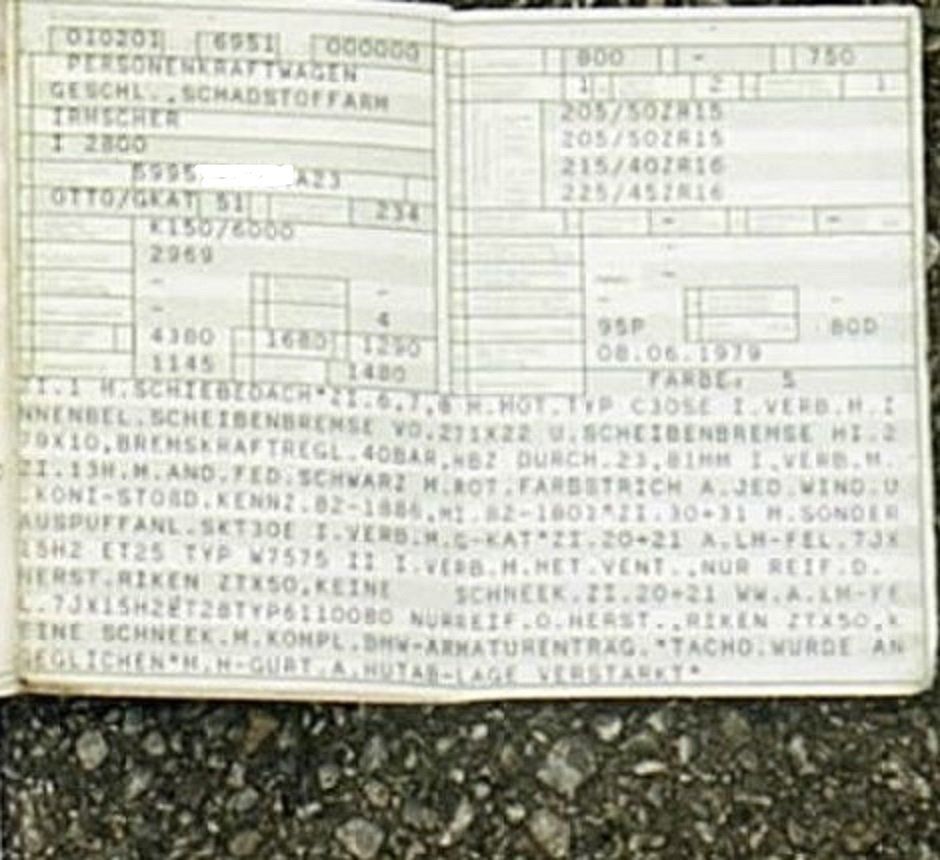 010201 6951 000000
PERSONENKRAFTWAGEN
GESCHL.,SCHADSTOFFARM
IRMSCHER
I 2800
5995 A23
OTTO/GKAT 51 234
K150/6000
2969
-
-
- 4
4380 1680 1290
1145 1480
800 - 750
1 2 1
205/50ZR15
205/50ZR15
215/40ZR16
225/45ZR16
- -
-
-
- -
95P 80D
08.06.1979
FARBE: 5
ZI.1 M.SCHIEBEDACH*ZI.6,7,8 M.MOT.TYP C30SE I.VERB.M.I
NNENBEL.SCHEIBENBREMSE VO.271X22 U.SCHEIBENBREMSE HI.2
79X10,BREMSKRAFTREGL.40BAR,HBZ DURCH.23,81MM I.VERB.M.
ZI.13H.M.AND.FED.SCHWARZ M.ROT.FARBSTRICH A.JED.WIND.U
.KONI-STOSSD.KENNZ.82-1886,HI.82-1801*ZI.30+31 M.SONDER
AUSPUFFANL.SKT30E I.VERB.M.G-KAT*ZI.20+21 A.LM-FEL.7JX
15H2 ET25 TYP W7575 II I.VERB.M.MET.VENT.,NUR REIF.D.
HERST.RIKEN ZTX50,KEINE SCHNEEK.ZI.20+21 WW.A.LM-FE
L.7JX15H2ET28TYP6110080 NURREIF.D.HERST.,RIKEN ZTX50,K
EINE SCHNEEK.M.KOMPL.BMW-ARMATURENTRAG.*TACHO.WURDE AN
GEGLICHEN*M.H-GURT.A.HUTAB-LAGE VERSTARKT*